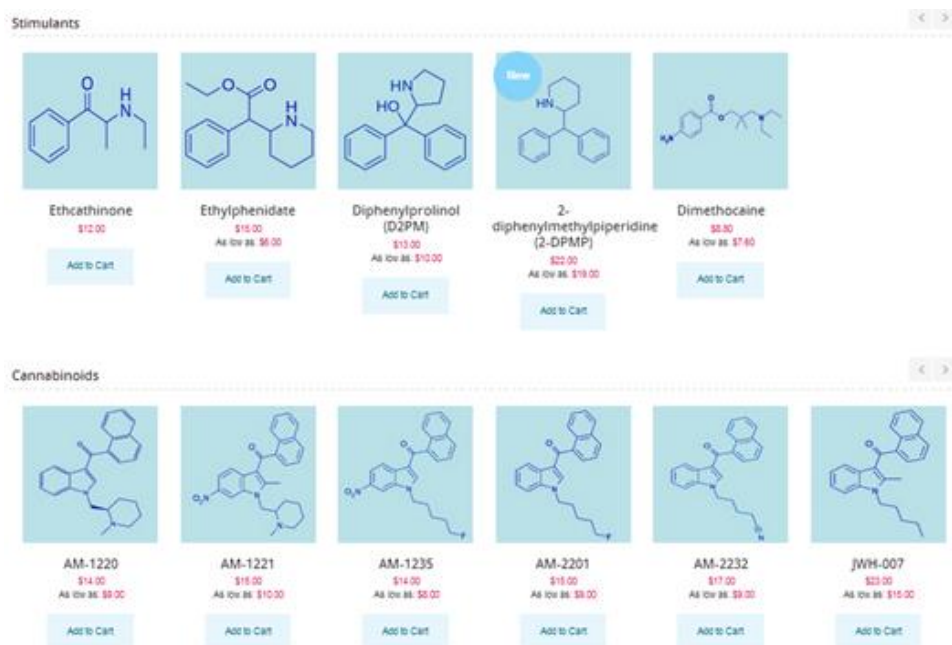 Stimulants
New
Ethcathinone
$12.00
Add to Cart
Ethylphenidate
$15.00
As low as: $6.00
Add to Cart
Diphenylprolinol
(D2PM)
$13.00
As low as: $10.00
Add to Cart
2-
diphenylmethylpiperidine
(2-DPMP)
$22.00
As low as: $19.00
Add to Cart
Dimethocaine
As low as: $7.60
Add to Cart
Cannabinoids
AM-1220
$14.00
As low as: $9.00
Add to Cart
AM-1221
$15.00
As low as: $10.00
Add to Cart
AM-1235
$14.00
As low as: $8.00
Add to Cart
AM-2201
$15.00
As low as: $9.00
Add to Cart
AM-2232
$17.00
As low as: $9.00
Add to Cart
JWH-007
$23.00
As low as: $15.00
Add to Cart